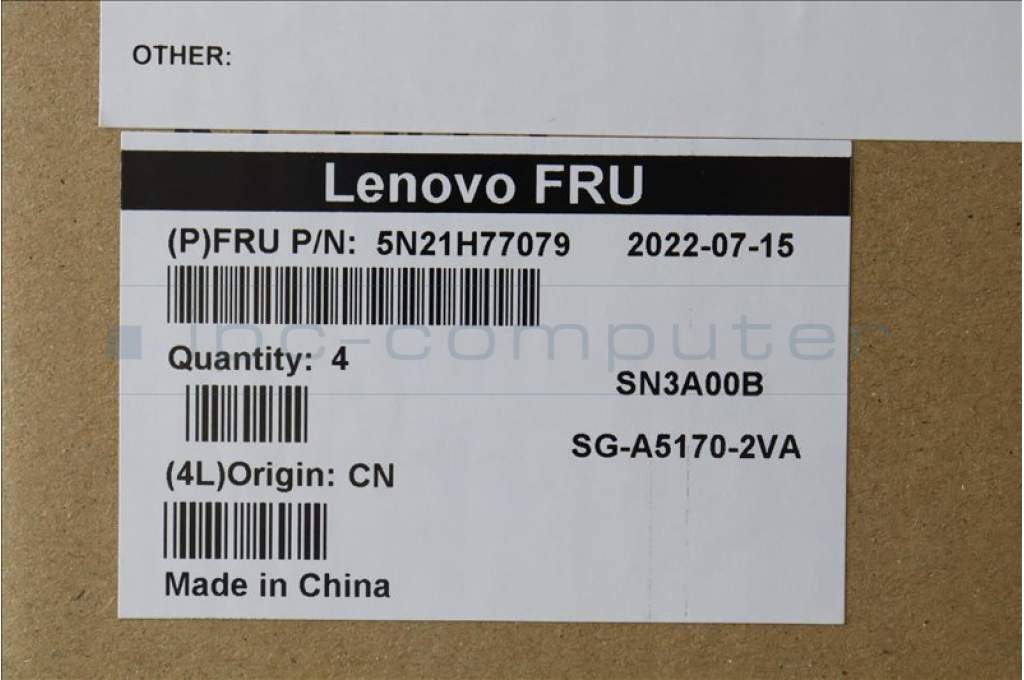 OTHER:
Lenovo FRU
(P)FRU P/N: 5N21H77079 2022-07-15
ipc-computer
Quantity: 4
SN3A00B
SG-A5170-2VA
(4L)Origin: CN
Made in China